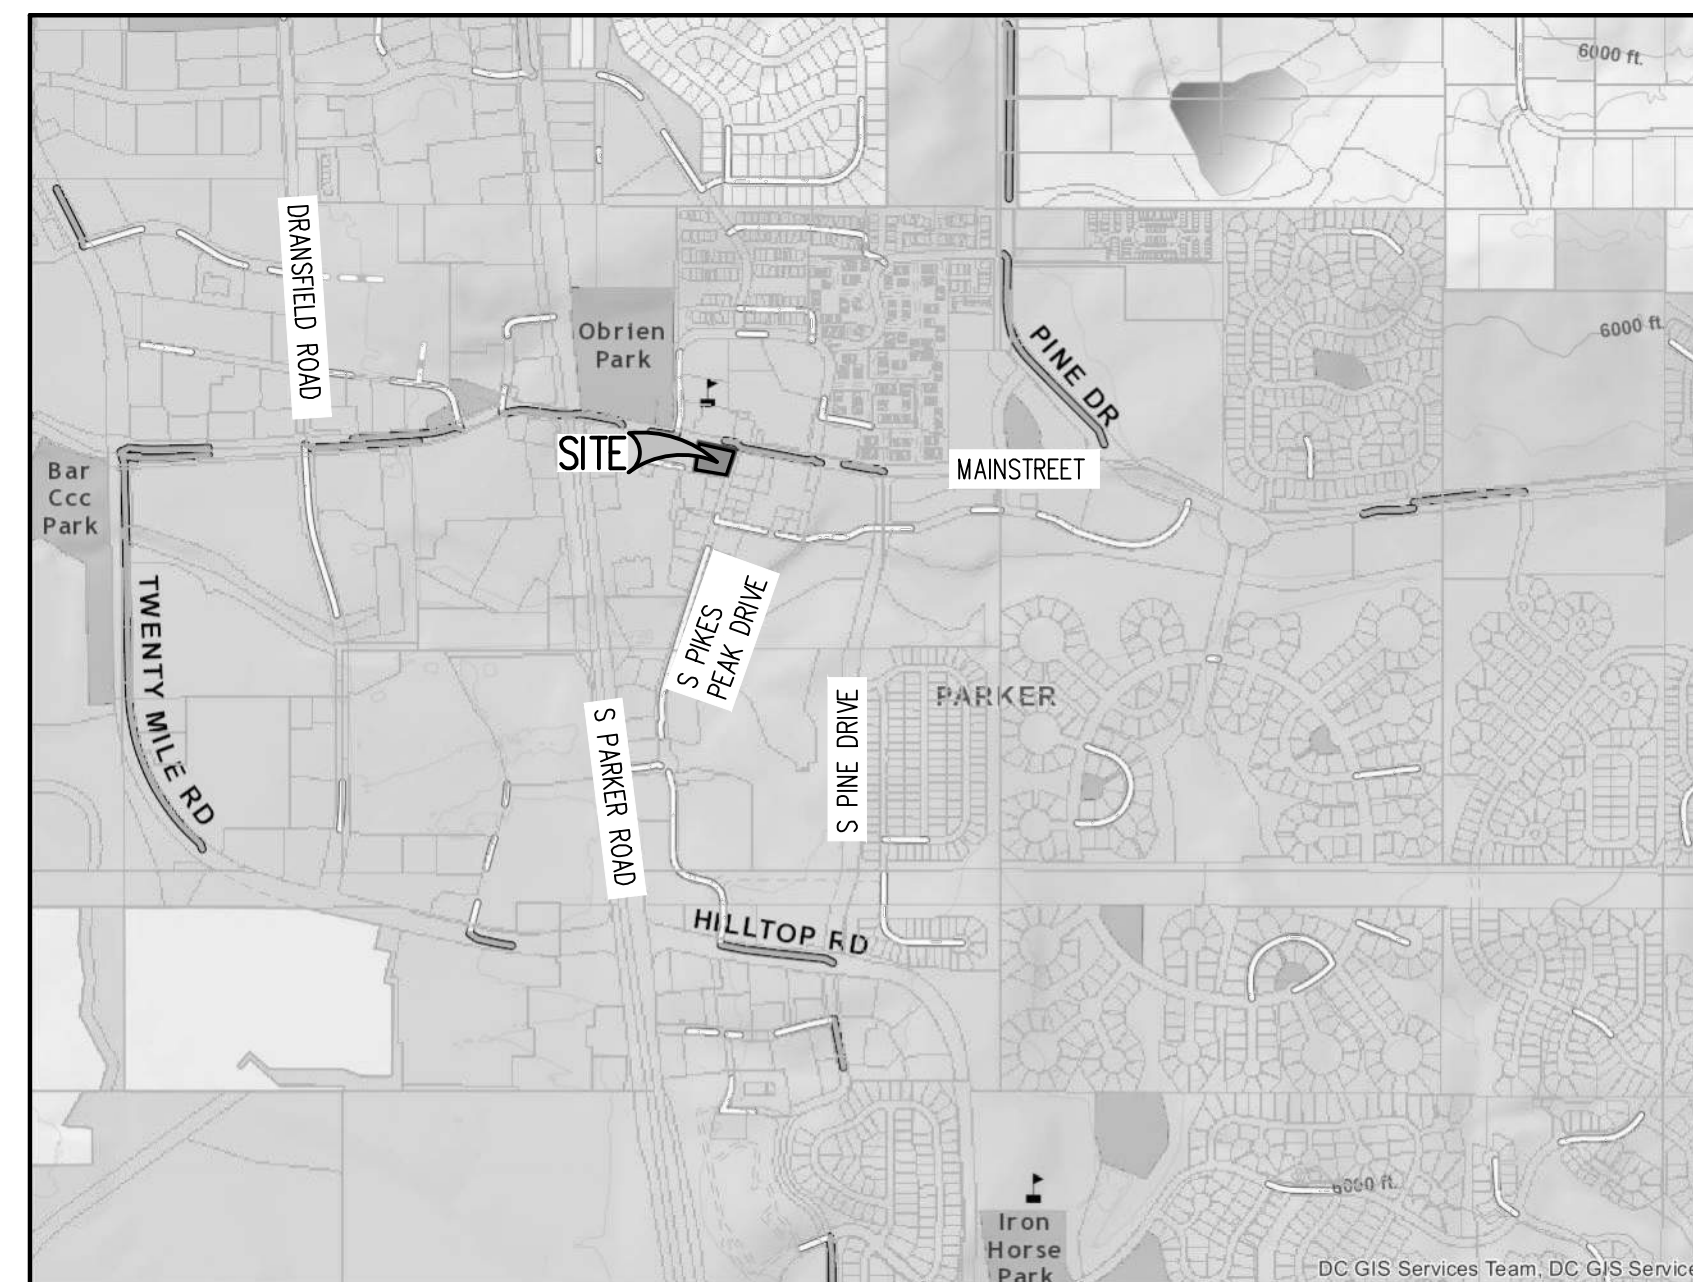 6000 ft.
DRANSFIELD ROAD
Obrien
Park
6000 ft.
PINE DR
SITE
MAINSTREET
Bar
Ccc
Park
TWENTY MILE RD
S PIKES
PEAK DRIVE
PARKER
S PINE DRIVE
S PARKER ROAD
HILLTOP RD
6000 ft.
Iron
Horse
Park
DC GIS Services Team, DC GIS Service